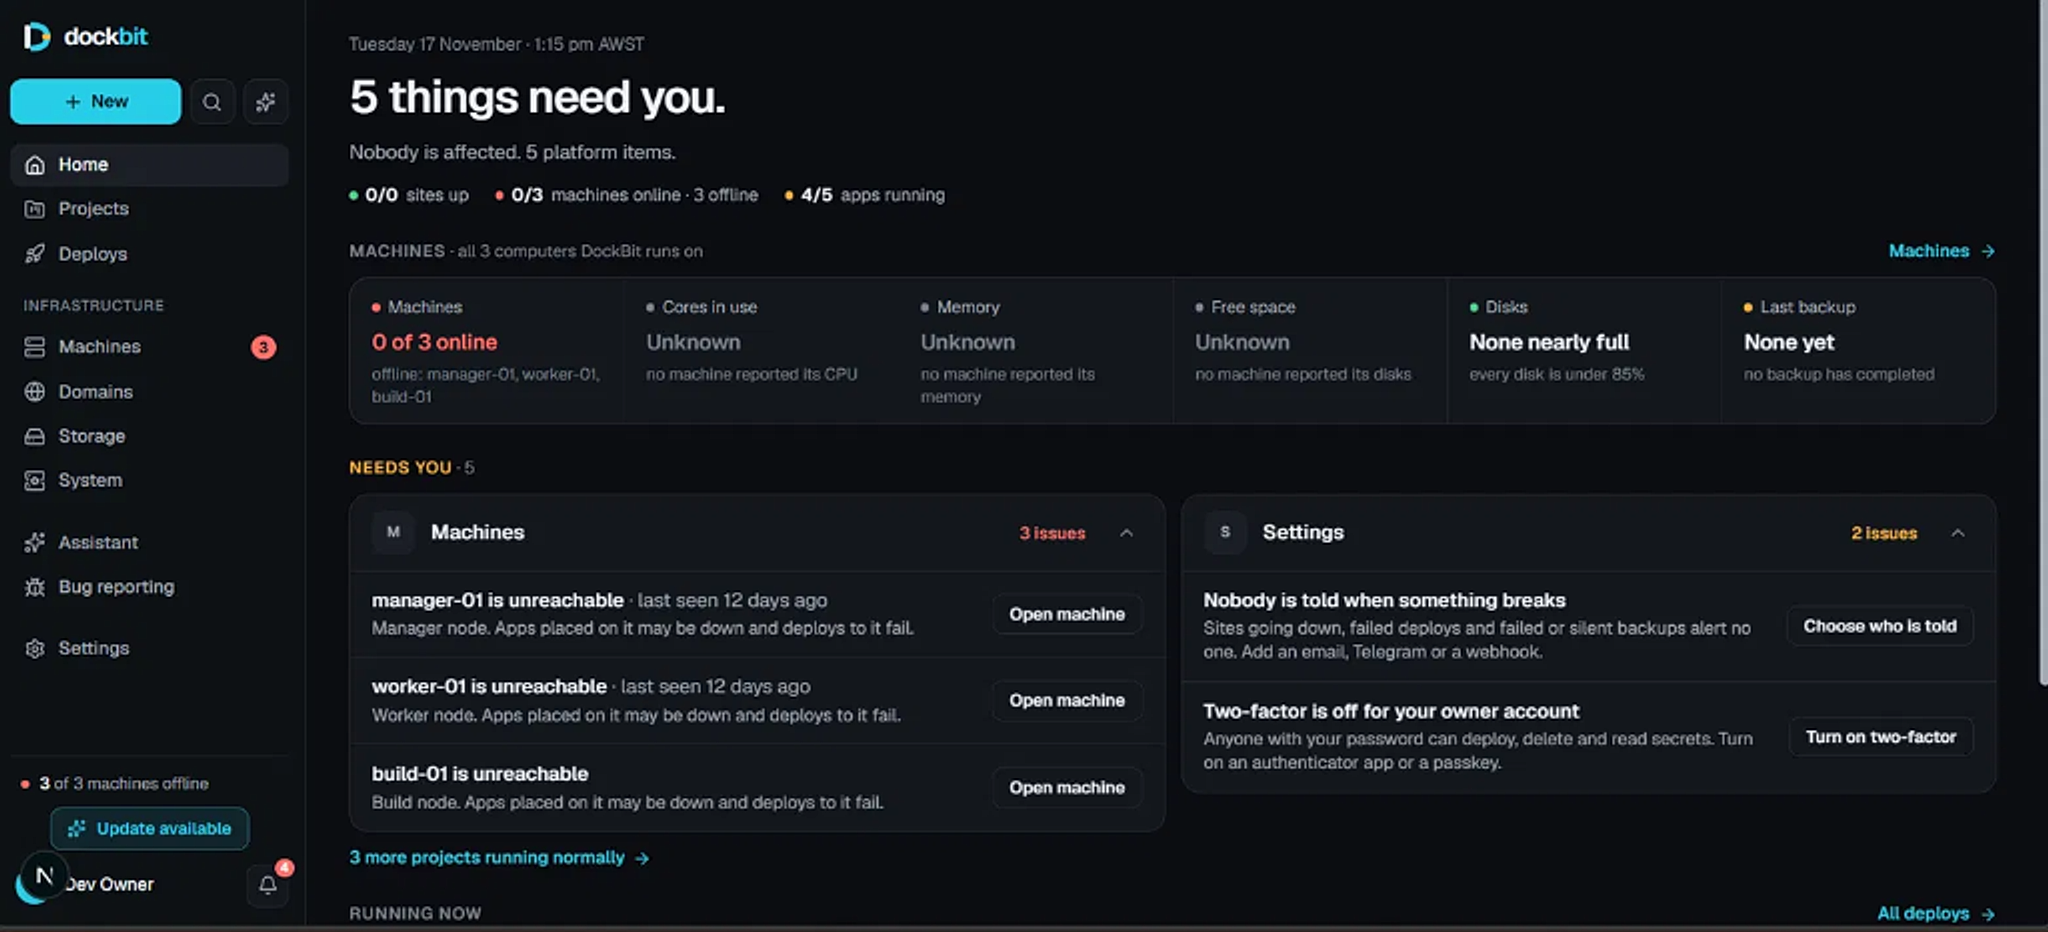 dockbit
+ New
Home
Projects
Deploys
INFRASTRUCTURE
Machines 3
Domains
Storage
System
Assistant
Bug reporting
Settings
3 of 3 machines offline
Update available
N Dev Owner 4
Tuesday 17 November · 1:15 pm AWST
5 things need you.
Nobody is affected. 5 platform items.
0/0 sites up 0/3 machines online · 3 offline 4/5 apps running
MACHINES · all 3 computers DockBit runs on Machines →
Machines
0 of 3 online
offline: manager-01, worker-01,
build-01
Cores in use
Unknown
no machine reported its CPU
Memory
Unknown
no machine reported its
memory
Free space
Unknown
no machine reported its disks
Disks
None nearly full
every disk is under 85%
Last backup
None yet
no backup has completed
NEEDS YOU · 5
M Machines 3 issues
manager-01 is unreachable · last seen 12 days ago
Manager node. Apps placed on it may be down and deploys to it fail.
Open machine
worker-01 is unreachable · last seen 12 days ago
Worker node. Apps placed on it may be down and deploys to it fail.
Open machine
build-01 is unreachable
Build node. Apps placed on it may be down and deploys to it fail.
Open machine
S Settings 2 issues
Nobody is told when something breaks
Sites going down, failed deploys and failed or silent backups alert no
one. Add an email, Telegram or a webhook.
Choose who is told
Two-factor is off for your owner account
Anyone with your password can deploy, delete and read secrets. Turn
on an authenticator app or a passkey.
Turn on two-factor
3 more projects running normally →
RUNNING NOW All deploys →